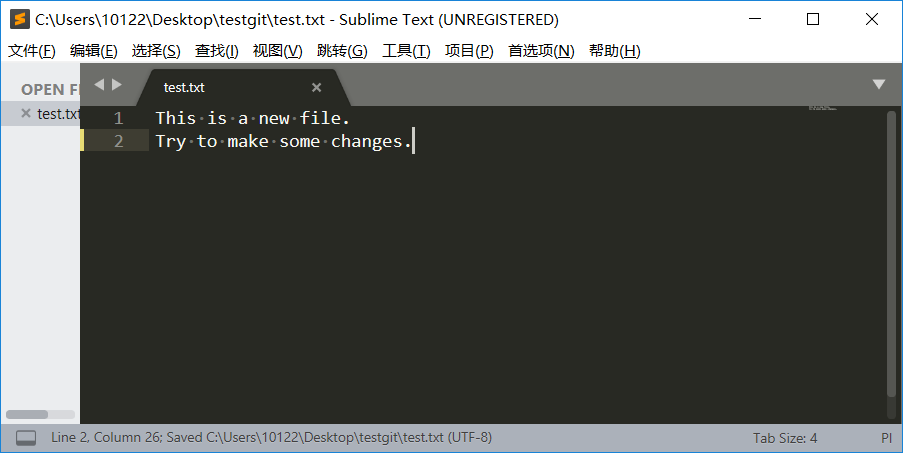 C:\Users\10122\Desktop\testgit\test.txt - Sublime Text (UNREGISTERED)
文件(F) 编辑(E) 选择(S) 查找(I) 视图(V) 跳转(G) 工具(T) 项目(P) 首选项(N) 帮助(H)
OPEN FI
test.txt
test.txt
1 This is a new file.
2 Try to make some changes.
Line 2, Column 26; Saved C:\Users\10122\Desktop\testgit\test.txt (UTF-8) Tab Size: 4 Pl